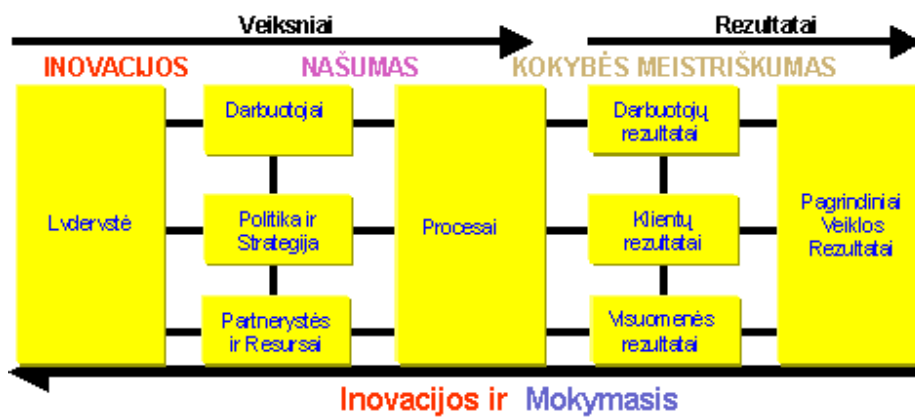 Veiksniai
Rezultatai
INOVACIJOS
NAŠUMAS
KOKYBĖS MEISTRIŠKUMAS
Lyderystė
Darbuotojai
Politika ir
Strategija
Partnerystės
ir Resursai
Procesai
Darbuotojų
rezultatai
Klientų
rezultatai
Visuomenės
rezultatai
Pagrindiniai
Veiklos
Rezultatai
Inovacijos ir Mokymasis